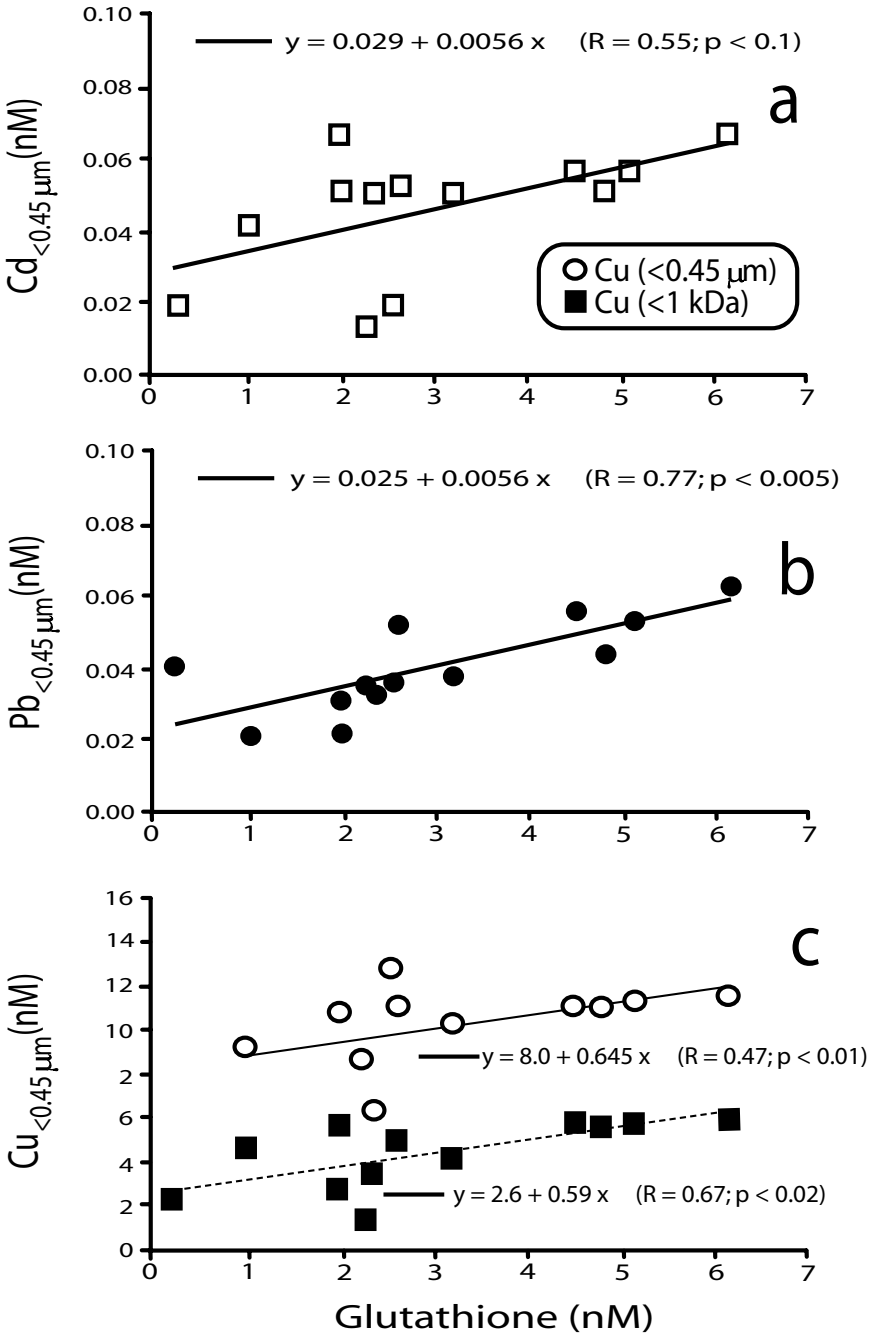 0.10
y = 0.029 + 0.0056 x (R = 0.55; p < 0.1)
a
0.08
0.06
0.04
0.02
0.00
Cd<0.45 µm(nM)
Cu (<0.45 µm)
Cu (<1 kDa)
0 1 2 3 4 5 6 7
0.10
y = 0.025 + 0.0056 x (R = 0.77; p < 0.005)
b
0.08
0.06
0.04
0.02
0.00
Pb<0.45 µm(nM)
0 1 2 3 4 5 6 7
16
14
c
12
10
y = 8.0 + 0.645 x (R = 0.47; p < 0.01)
2
6
4
y = 2.6 + 0.59 x (R = 0.67; p < 0.02)
2
0
Cu<0.45 µm(nM)
0 1 2 3 4 5 6 7
Glutathione (nM)